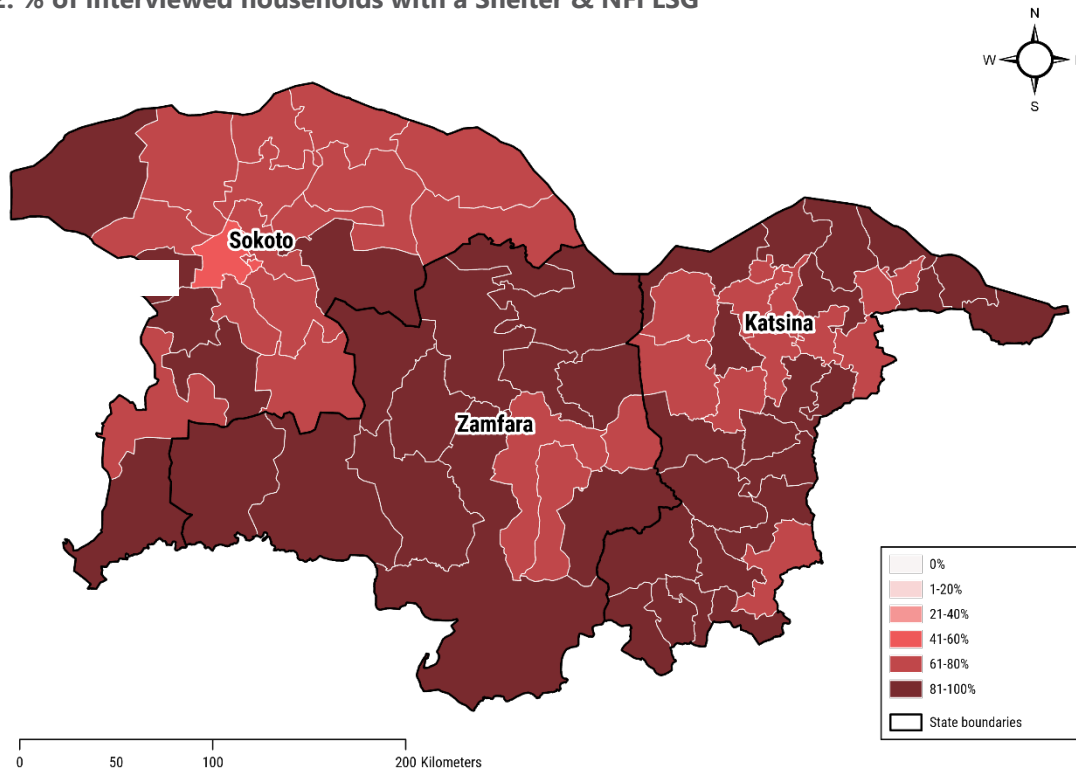 2: % of interviewed households with a Shelter & NFI LSG
N
W
S
Sokoto
Katsina
Zamfara
0%
1-20%
21-40%
41-60%
61-80%
81-100%
State boundaries
0 50 100 200 Kilometers